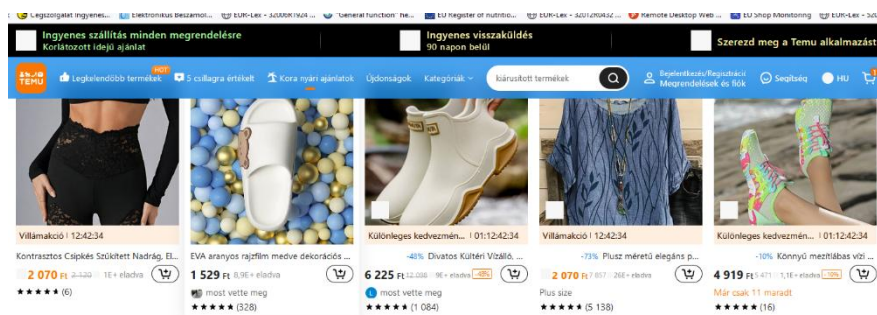 Cégszolgálat Ingyenes...
Elektronikus Beszámol...
EUR-Lex - 32006R1924 ...
"General function" he...
EU Register of nutritio...
EUR-Lex - 32012R0432 ...
Remote Desktop Web ...
EU Shop Monitoring
EUR-Lex - 520
Ingyenes szállítás minden megrendelésre
Korlátozott idejű ajánlat
Ingyenes visszaküldés
90 napon belül
Szerezd meg a Temu alkalmazást
TEMU
Legkelendőbb termékek
HOT
5 csillagra értékelt
Kora nyári ajánlatok
Újdonságok
Kategóriák
kiárusított termékek
Bejelentkezés/Regisztráció
Megrendelések és fiók
Segítség
HU
Villámakció | 12:42:34
Különleges kedvezmén... | 01:12:42:34
Villámakció | 12:42:34
Különleges kedvezmén... | 01:12:42:34
Kontrasztos Csipkés Szűkített Nadrág, El...
2 070 Ft 2 120 1E+ eladva
(6)
EVA aranyos rajzfilm medve dekorációs ...
1 529 Ft 8,9E+ eladva
most vette meg
(328)
-48% Divatos Kültéri Vízálló, ...
6 225 Ft 12 098 9E+ eladva -48%
most vette meg
(1 084)
-73% Plusz méretű elegáns p...
2 070 Ft 7 857 26E+ eladva
Plus size
(5 138)
-10% Könnyű mezítlábas vízi ...
4 919 Ft 5 471 1,1E+ eladva -10%
Már csak 11 maradt
(16)